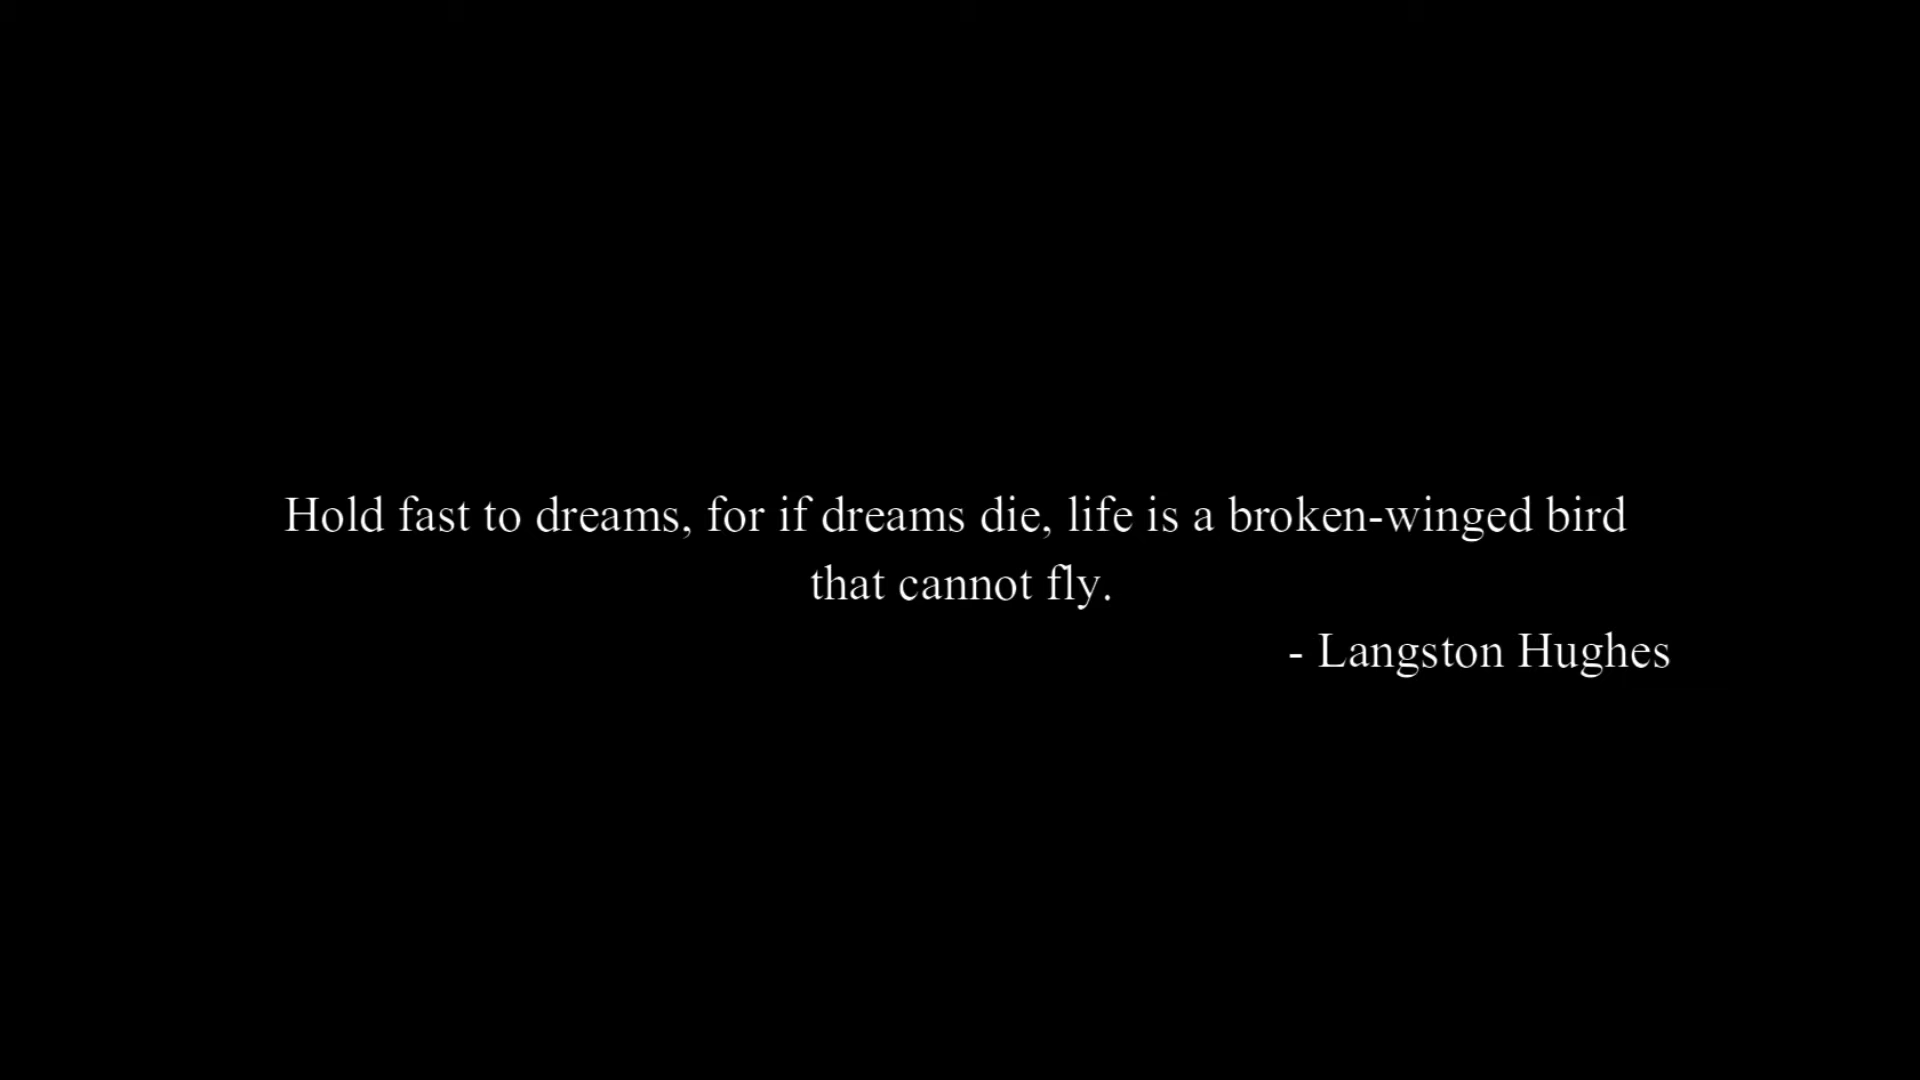 Hold fast to dreams, for if dreams die, life is a broken-winged bird
that cannot fly.
- Langston Hughes